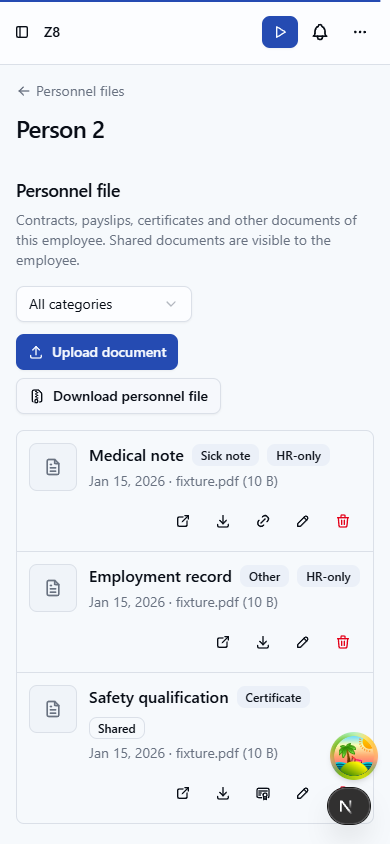 Z8
Personnel files
Person 2
Personnel file
Contracts, payslips, certificates and other documents of
this employee. Shared documents are visible to the
employee.
All categories
Upload document
Download personnel file
Medical note Sick note HR-only
Jan 15, 2026 · fixture.pdf (10 B)
Employment record Other HR-only
Jan 15, 2026 · fixture.pdf (10 B)
Safety qualification Certificate
Shared
Jan 15, 2026 · fixture.pdf (10 B)
N